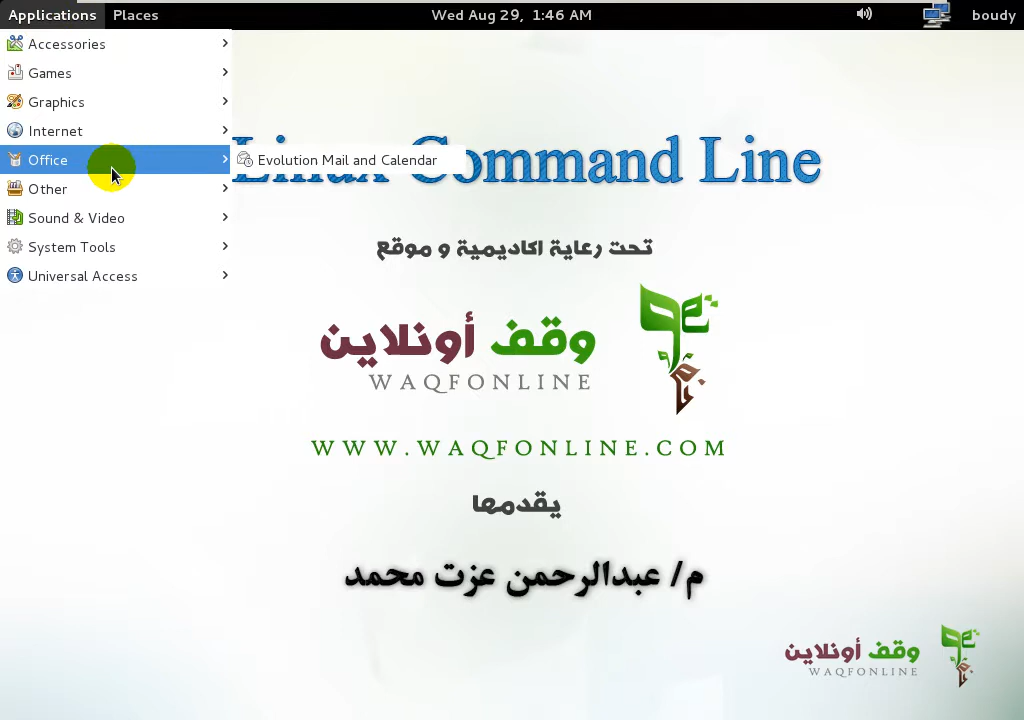 Applications Places Wed Aug 29, 1:46 AM boudy
Accessories
Games
Graphics
Internet
Office
Evolution Mail and Calendar
Other
Sound & Video
System Tools
Universal Access
Linux Command Line
تحت رعاية اكاديمية و موقع
وقف أونلاين
WAQFONLINE
WWW.WAQFONLINE.COM
يقدمها
م/ عبدالرحمن عزت محمد
وقف أونلاين
WAQFONLINE